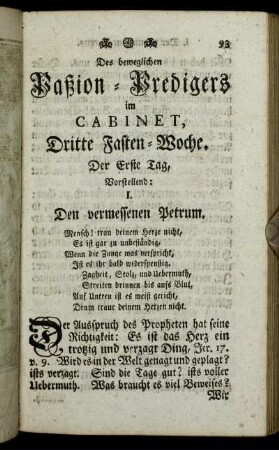 93
Des beweglichen
Paßion-Predigers
im
CABINET,
Dritte Fasten-Woche.
Der Erste Tag,
Vorstellend:
I.
Den vermessenen Petrum.
Mensch! trau deinem Herze nicht,
Es ist gar zu unbeständig,
Wenn die Zunge was verspricht,
Ist es ihr bald widerspenstig.
Zagheit, Stolz, und Uebermuth,
Streiten drinnen bis aufs Blut,
Auf Untreu ist es meist gericht,
Drum traue deinem Hertzen nicht.
Der Ausspruch des Propheten hat seine
Richtigkeit: Es ist das Herz ein
trotzig und verzagt Ding, Jer. 17.
v. 9. Wird es in der Welt genagt und geplagt?
ists verzagt. Sind die Tage gut? ists voller
Uebermuth. Was braucht es viel Beweises?
Wir